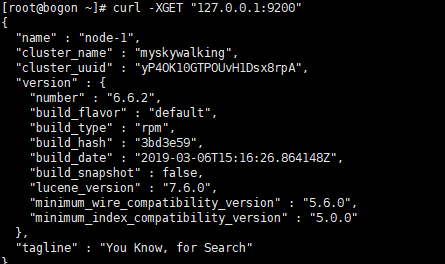 [root@bogon ~]# curl -XGET "127.0.0.1:9200"
{
  "name" : "node-1",
  "cluster_name" : "myskywalking",
  "cluster_uuid" : "yP4OK10GTPOUvH1Dsx8rpA",
  "version" : {
    "number" : "6.6.2",
    "build_flavor" : "default",
    "build_type" : "rpm",
    "build_hash" : "3bd3e59",
    "build_date" : "2019-03-06T15:16:26.864148Z",
    "build_snapshot" : false,
    "lucene_version" : "7.6.0",
    "minimum_wire_compatibility_version" : "5.6.0",
    "minimum_index_compatibility_version" : "5.0.0"
  },
  "tagline" : "You Know, for Search"
}